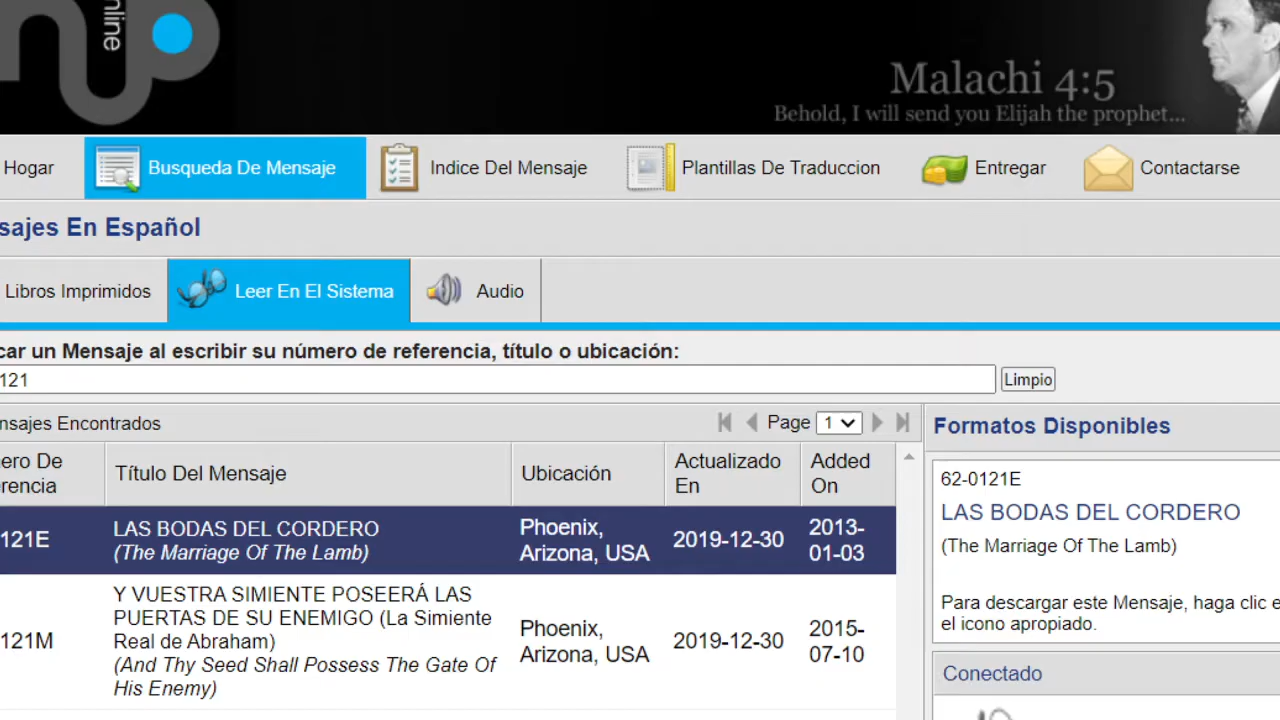 nline
Malachi 4:5
Behold, I will send you Elijah the prophet...
Hogar
Busqueda De Mensaje
Indice Del Mensaje
Plantillas De Traduccion
Entregar
Contactarse
sajes En Español
Libros Imprimidos
Leer En El Sistema
Audio
car un Mensaje al escribir su número de referencia, título o ubicación:
121
Limpio
nsajes Encontrados
Page 1
ero De
erencia
Título Del Mensaje
Ubicación
Actualizado
En
Added
On
121E
LAS BODAS DEL CORDERO
(The Marriage Of The Lamb)
Phoenix,
Arizona, USA
2019-12-30
2013-
01-03
121M
Y VUESTRA SIMIENTE POSEERÁ LAS
PUERTAS DE SU ENEMIGO (La Simiente
Real de Abraham)
(And Thy Seed Shall Possess The Gate Of
His Enemy)
Phoenix,
Arizona, USA
2019-12-30
2015-
07-10
Formatos Disponibles
62-0121E
LAS BODAS DEL CORDERO
(The Marriage Of The Lamb)
Para descargar este Mensaje, haga clic e
el icono apropiado.
Conectado